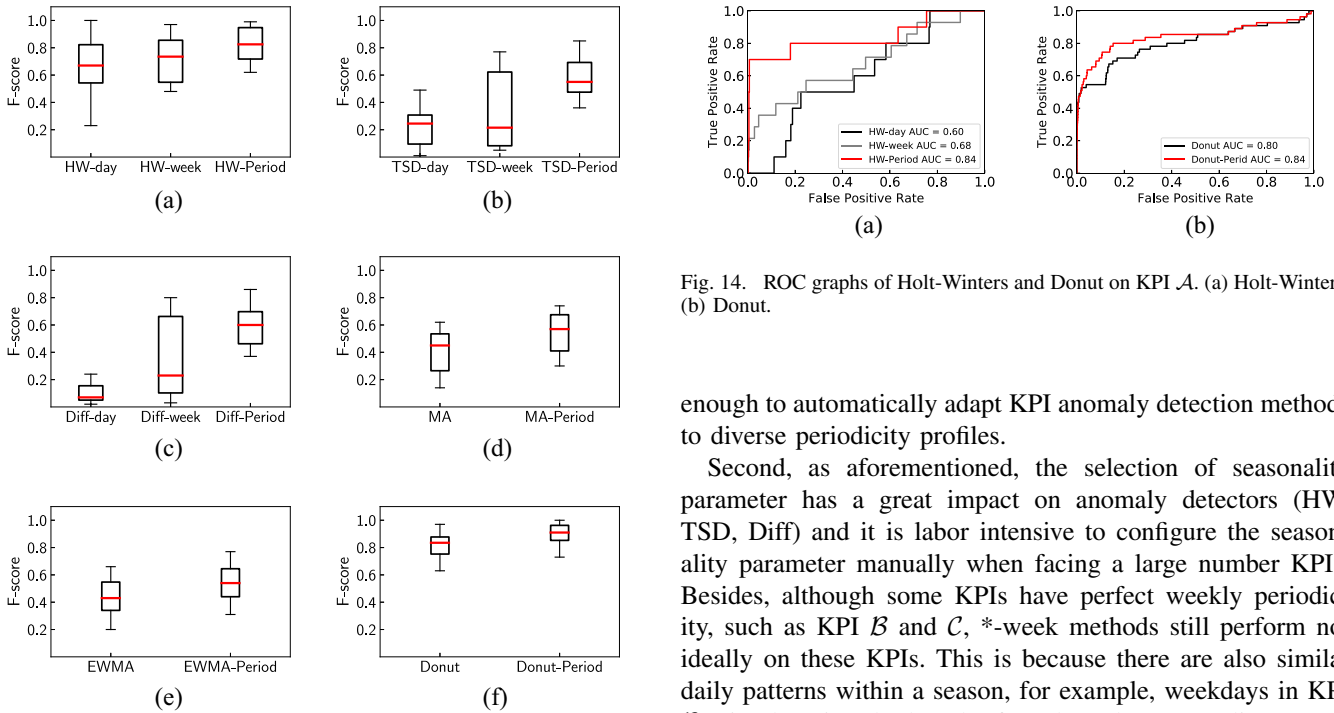 1.0
0.8
0.6
0.4
0.2
F-score
HW-day HW-week HW-Period
(a)
1.0
0.8
0.6
0.4
0.2
F-score
TSD-day TSD-week TSD-Period
(b)
1.0
0.8
0.6
0.4
0.2
F-score
Diff-day Diff-week Diff-Period
(c)
1.0
0.8
0.6
0.4
0.2
F-score
MA MA-Period
(d)
1.0
0.8
0.6
0.4
0.2
F-score
EWMA EWMA-Period
(e)
1.0
0.8
0.6
0.4
0.2
F-score
Donut Donut-Period
(f)
1.0
0.8
0.6
0.4
0.2
0.0
True Positive Rate
HW-day AUC = 0.60
HW-week AUC = 0.68
HW-Period AUC = 0.84
0.0 0.2 0.4 0.6 0.8 1.0
False Positive Rate
(a)
1.0
0.8
0.6
0.4
0.2
0.0
True Positive Rate
Donut AUC = 0.80
Donut-Perid AUC = 0.84
0.0 0.2 0.4 0.6 0.8 1.0
False Positive Rate
(b)
Fig. 14. ROC graphs of Holt-Winters and Donut on KPI 𝒜. (a) Holt-Winter
(b) Donut.
enough to automatically adapt KPI anomaly detection method
to diverse periodicity profiles.
Second, as aforementioned, the selection of seasonalit
parameter has a great impact on anomaly detectors (HW
TSD, Diff) and it is labor intensive to configure the season
ality parameter manually when facing a large number KPI
Besides, although some KPIs have perfect weekly periodic
ity, such as KPI ℬ and 𝒞, *-week methods still perform no
ideally on these KPIs. This is because there are also simila
daily patterns within a season, for example, weekdays in KP